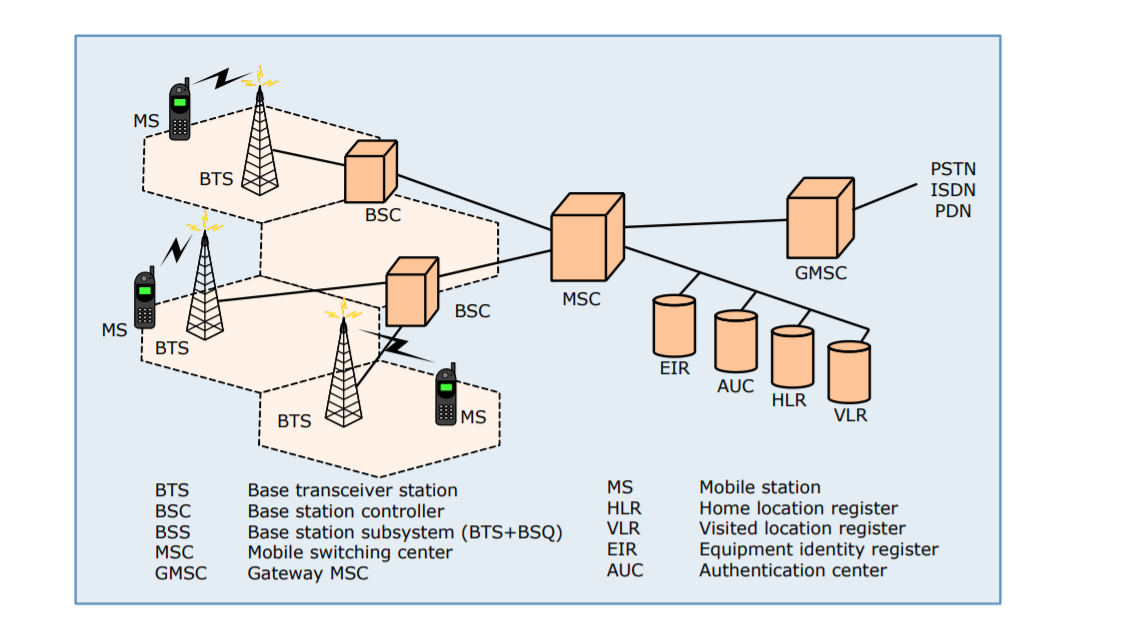 MS
BTS
BSC
PSTN
ISDN
PDN
GMSC
MSC
BSC
MS
BTS
EIR
AUC
HLR
VLR
BTS
MS
BTS Base transceiver station
BSC Base station controller
BSS Base station subsystem (BTS+BSQ)
MSC Mobile switching center
GMSC Gateway MSC
MS Mobile station
HLR Home location register
VLR Visited location register
EIR Equipment identity register
AUC Authentication center